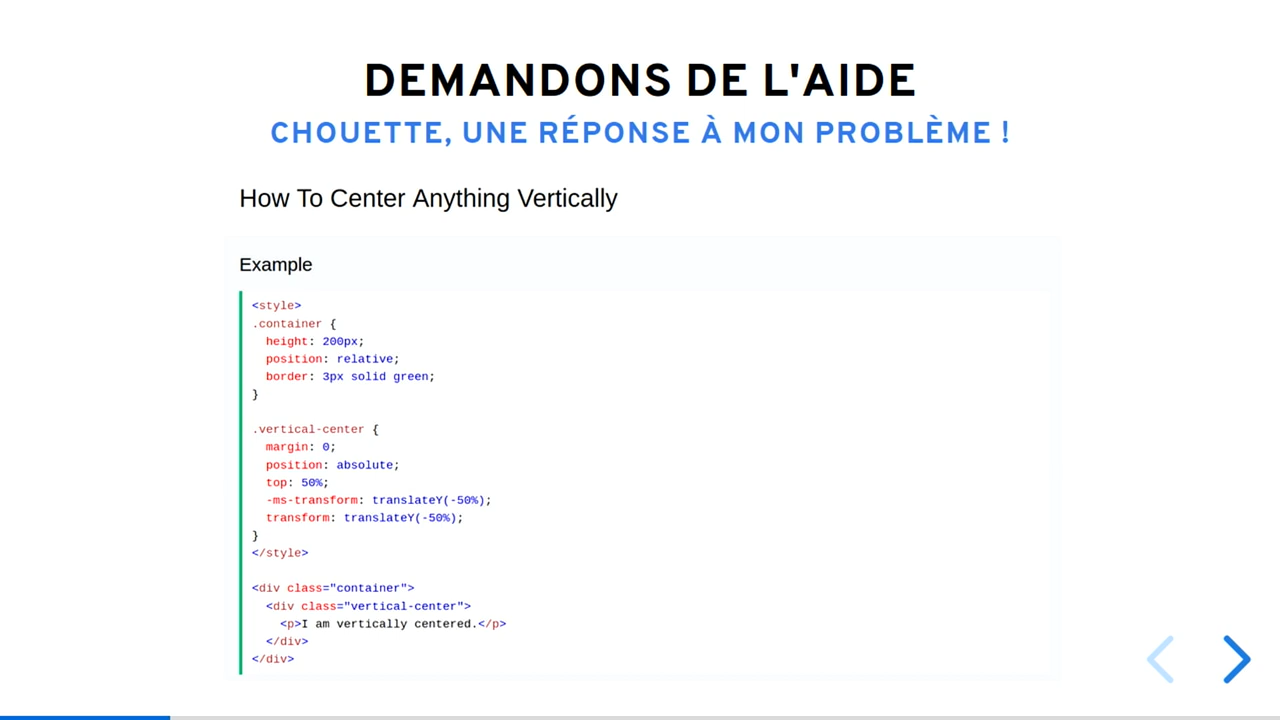 DEMANDONS DE L'AIDE
CHOUETTE, UNE RÉPONSE À MON PROBLÈME !
How To Center Anything Vertically
Example
<style>
.container {
  height: 200px;
  position: relative;
  border: 3px solid green;
}
.vertical-center {
  margin: 0;
  position: absolute;
  top: 50%;
  -ms-transform: translateY(-50%);
  transform: translateY(-50%);
}
</style>
<div class="container">
  <div class="vertical-center">
    <p>I am vertically centered.</p>
  </div>
</div>